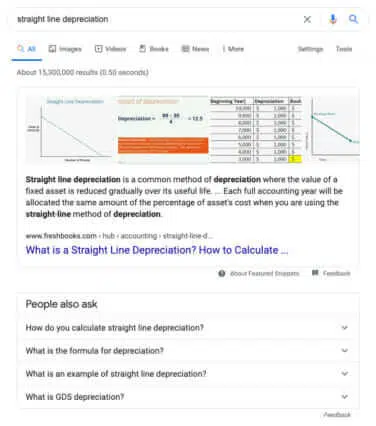 straight line depreciation
All Images Videos Books News More Settings Tools
About 15,300,000 results (0.50 seconds)
Straight Line Depreciation
Number of Periods
Depreciation = = 12.5
Beginning Year Depreciation Book
10,000 $ 1,000 $
9,000 $ 1,000 $
8,000 $ 1,000 $
7,000 $ 1,000 $
6,000 $ 1,000 $
5,000 $ 1,000 $
4,000 $ 1,000 $
3,000 $ 1,000 $
Straight line depreciation is a common method of depreciation where the value of a
fixed asset is reduced gradually over its useful life. ... Each full accounting year will be
allocated the same amount of the percentage of asset's cost when you are using the
straight-line method of depreciation.
www.freshbooks.com › hub › accounting › straight-line-d...
What is a Straight Line Depreciation? How to Calculate ...
About Featured Snippets Feedback
People also ask
How do you calculate straight line depreciation?
What is the formula for depreciation?
What is an example of straight line depreciation?
What is GDS depreciation?
Feedback